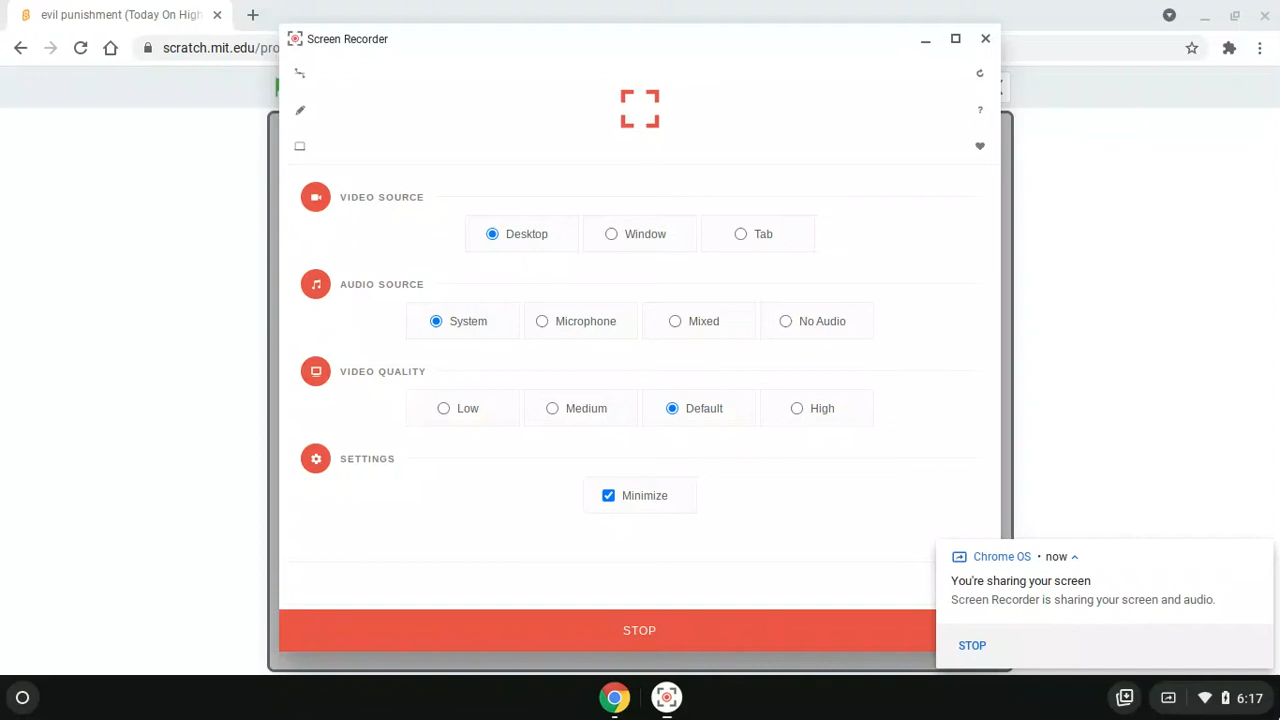 evil punishment (Today On High
scratch.mit.edu/pro
Screen Recorder
?
VIDEO SOURCE
Desktop
Window
Tab
AUDIO SOURCE
System
Microphone
Mixed
No Audio
VIDEO QUALITY
Low
Medium
Default
High
SETTINGS
Minimize
STOP
Chrome OS • now
You're sharing your screen
Screen Recorder is sharing your screen and audio.
STOP
6:17